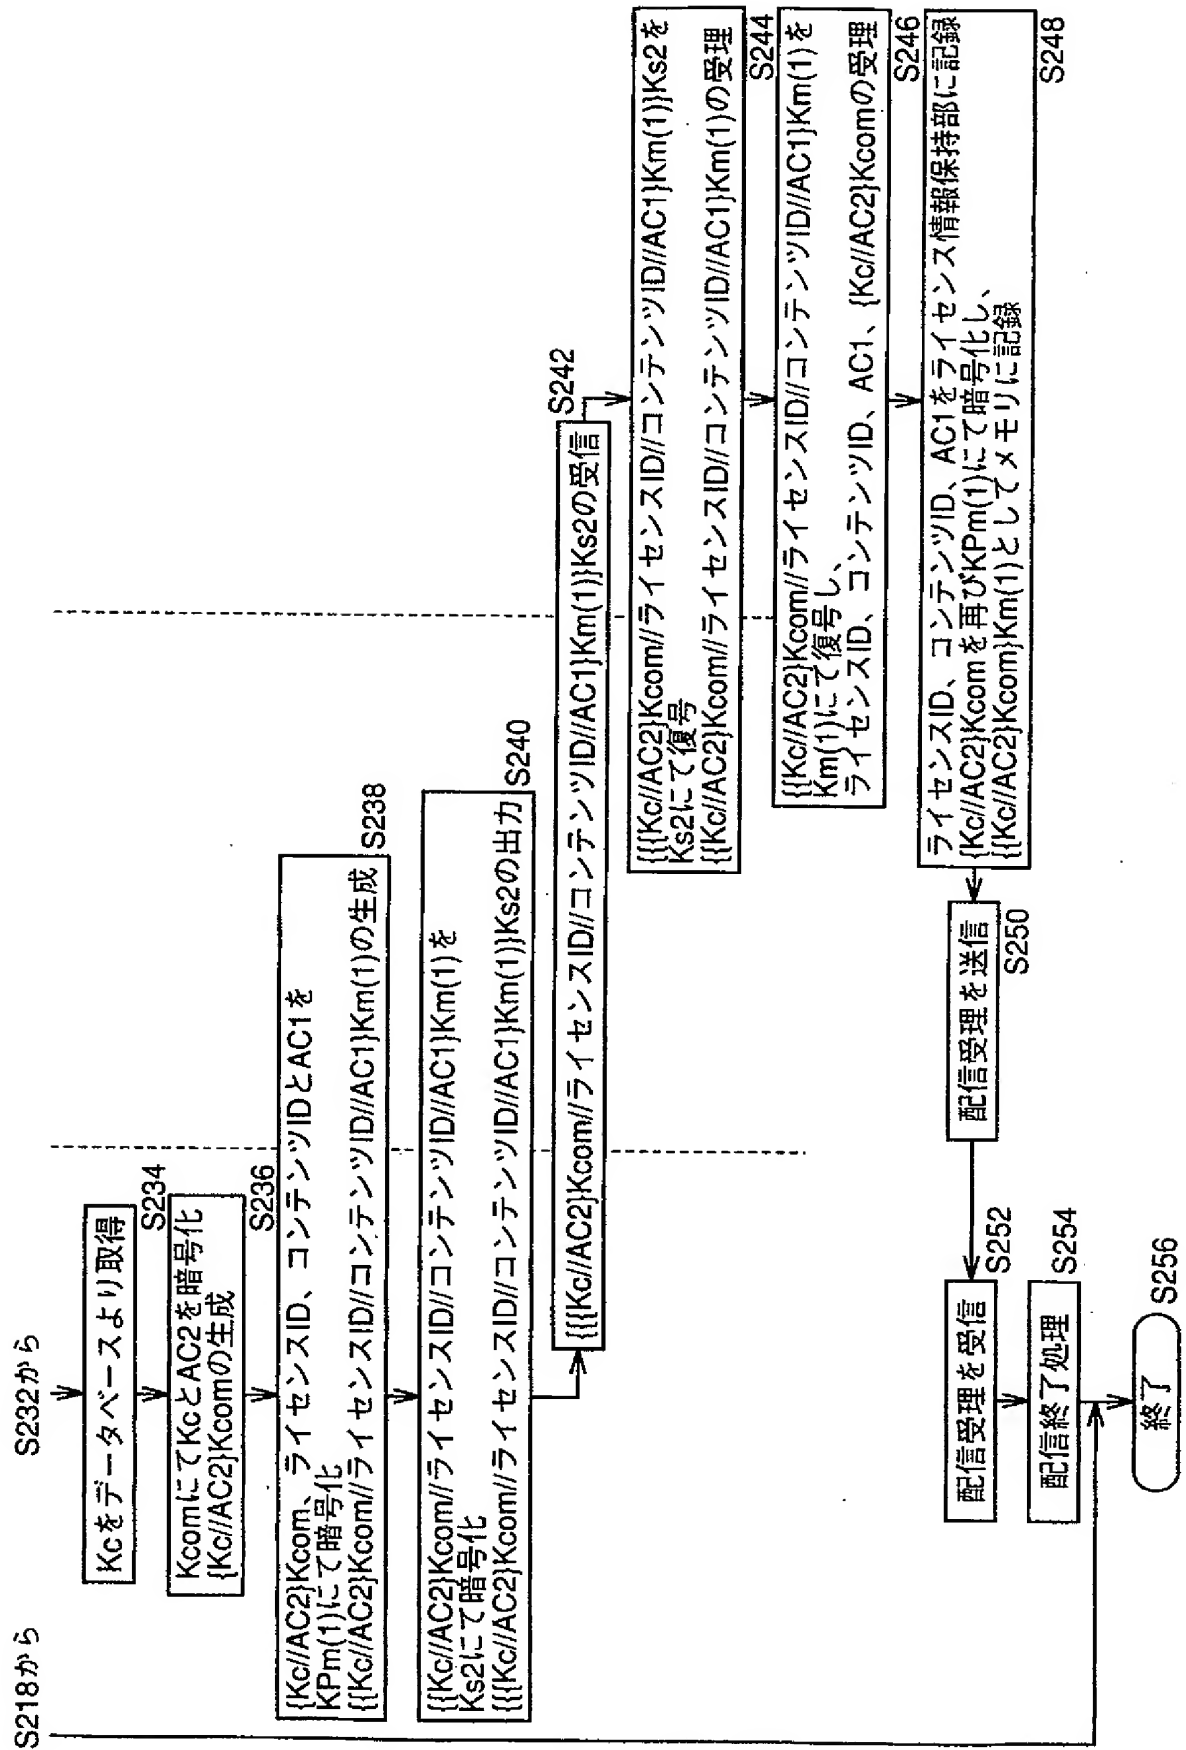 S218から
S232から
Kcをデータベースより取得
S234
KcomにてKcとAC2を暗号化
{Kc//AC2}Kcomの生成
S236
{Kc//AC2}Kcom、ライセンスID、コンテンツIDとAC1を
KPm(1)にて暗号化
{{Kc//AC2}Kcom//ライセンスID//コンテンツID//AC1}Km(1)の生成
S238
{{Kc//AC2}Kcom//ライセンスID//コンテンツID//AC1}Km(1)を
Ks2にて暗号化
{{{Kc//AC2}Kcom//ライセンスID//コンテンツID//AC1}Km(1)}Ks2の出力
S240
{{{Kc//AC2}Kcom//ライセンスID//コンテンツID//AC1}Km(1)}Ks2の受信
S242
{{{Kc//AC2}Kcom//ライセンスID//コンテンツID//AC1}Km(1)}Ks2を
Ks2にて復号
{{Kc//AC2}Kcom//ライセンスID//コンテンツID//AC1}Km(1)の受理
S244
{{Kc//AC2}Kcom//ライセンスID//コンテンツID//AC1}Km(1)を
Km(1)にて復号し、
ライセンスID、コンテンツID、AC1、{Kc//AC2}Kcomの受理
S246
ライセンスID、コンテンツID、AC1をライセンス情報保持部に記録
{Kc//AC2}Kcomを再びKPm(1)にて暗号化し、
{{Kc//AC2}Kcom}Km(1)としてメモリに記録
S248
配信受理を送信
S250
配信受理を受信
S252
配信終了処理
S254
終了
S256